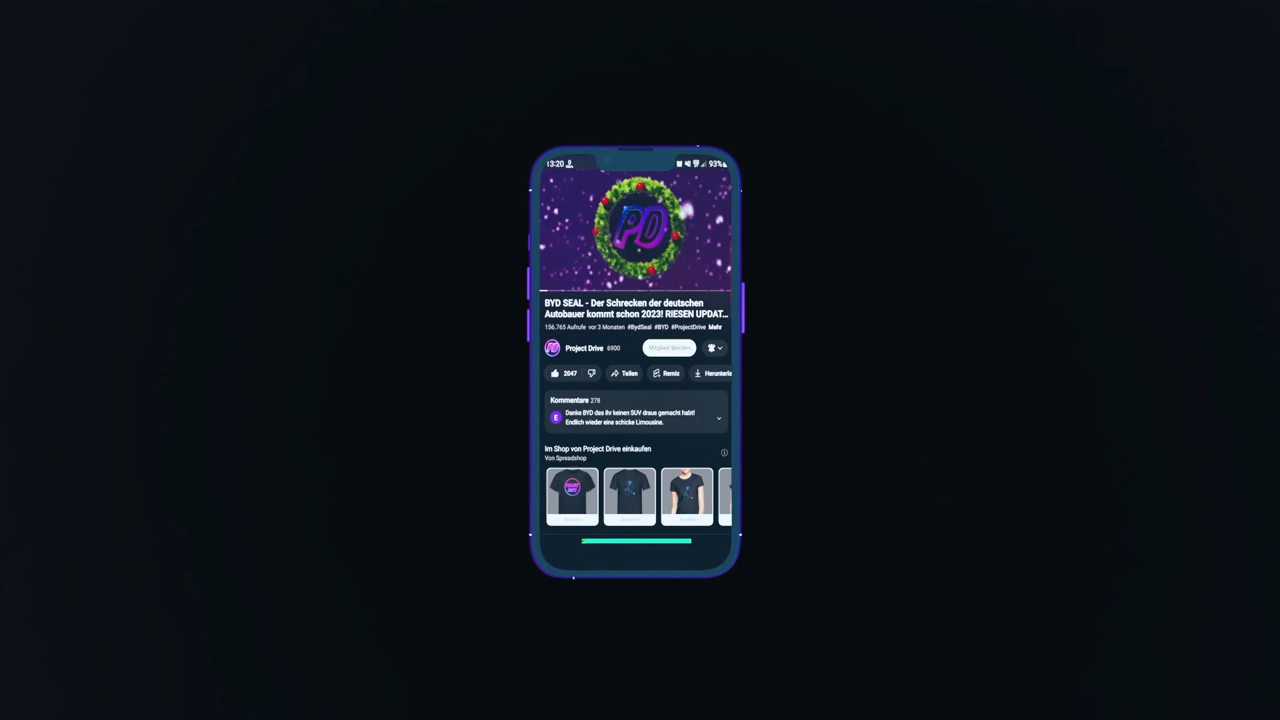 13:20
93%
PD
BYD SEAL - Der Schrecken der deutschen
Autobauer kommt schon 2023! RIESEN UPDAT...
156.765 Aufrufe vor 3 Monaten #BydSeal #BYD #ProjectDrive Mehr
PD Project Drive 6900 Mitglied Werden
2047 Teilen Remix Herunterla
Kommentare 278
E Danke BYD das ihr keinen SUV draus gemacht habt!
Endlich wieder eine schicke Limousine.
Im Shop von Project Drive einkaufen
Von Spreadshop